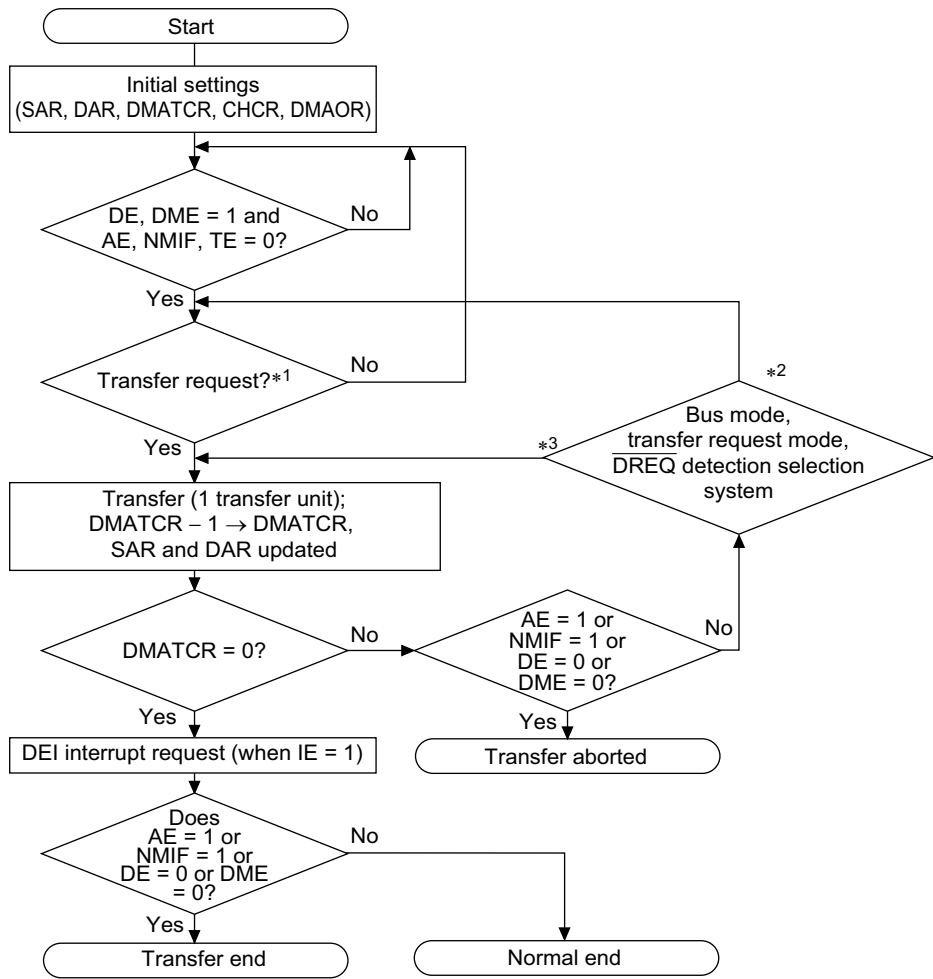 Start
Initial settings
(SAR, DAR, DMATCR, CHCR, DMAOR)
DE, DME = 1 and
AE, NMIF, TE = 0?
No
Yes
Transfer request?*1
No
Yes
*2
Bus mode,
transfer request mode,
DREQ detection selection
system
*3
Transfer (1 transfer unit);
DMATCR – 1 → DMATCR,
SAR and DAR updated
DMATCR = 0?
No
Yes
AE = 1 or
NMIF = 1 or
DE = 0 or
DME = 0?
No
Yes
Transfer aborted
DEI interrupt request (when IE = 1)
Does
AE = 1 or
NMIF = 1 or
DE = 0 or DME
= 0?
No
Yes
Transfer end
Normal end